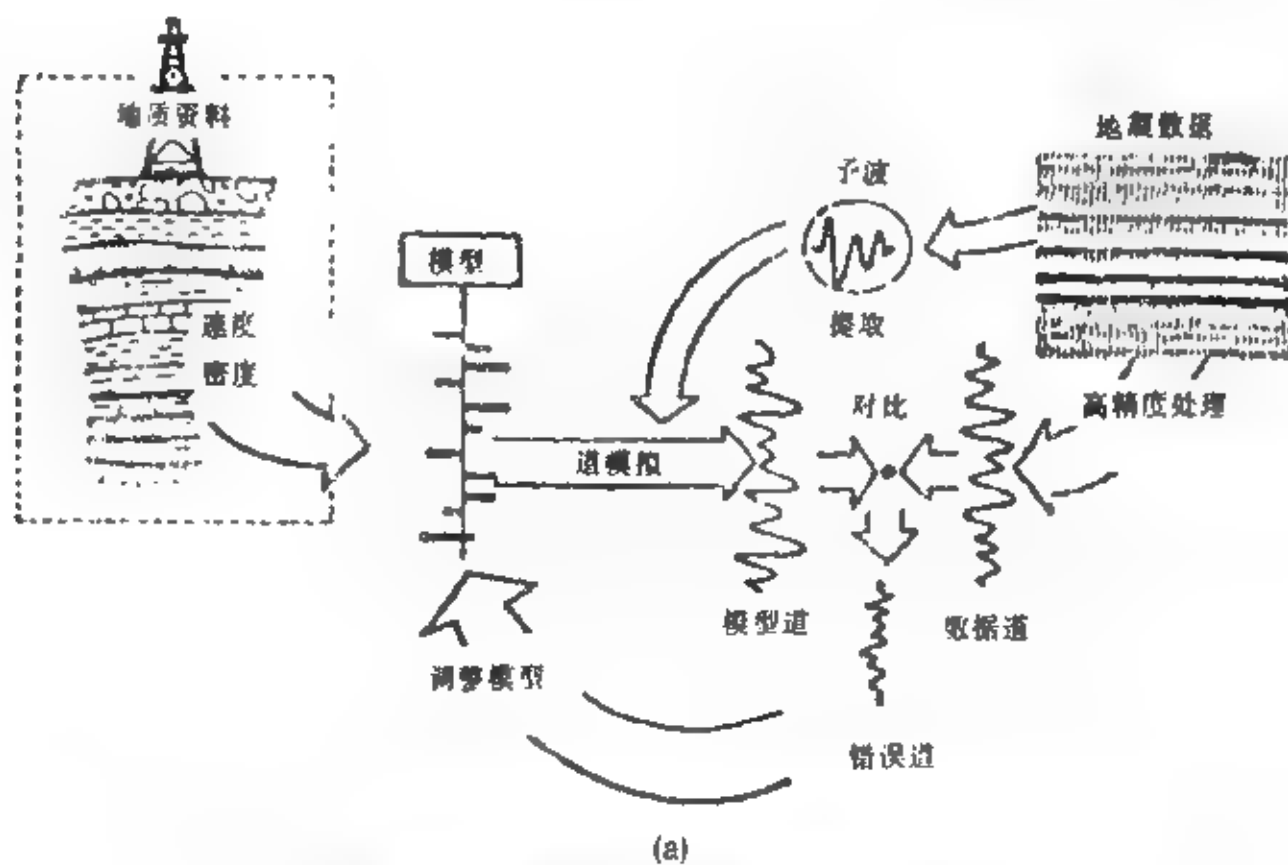 地质资料
速度
密度
模型
道模拟
调整模型
子波
提取
地震数据
高精度处理
对比
模型道
数据道
错误道
(a)